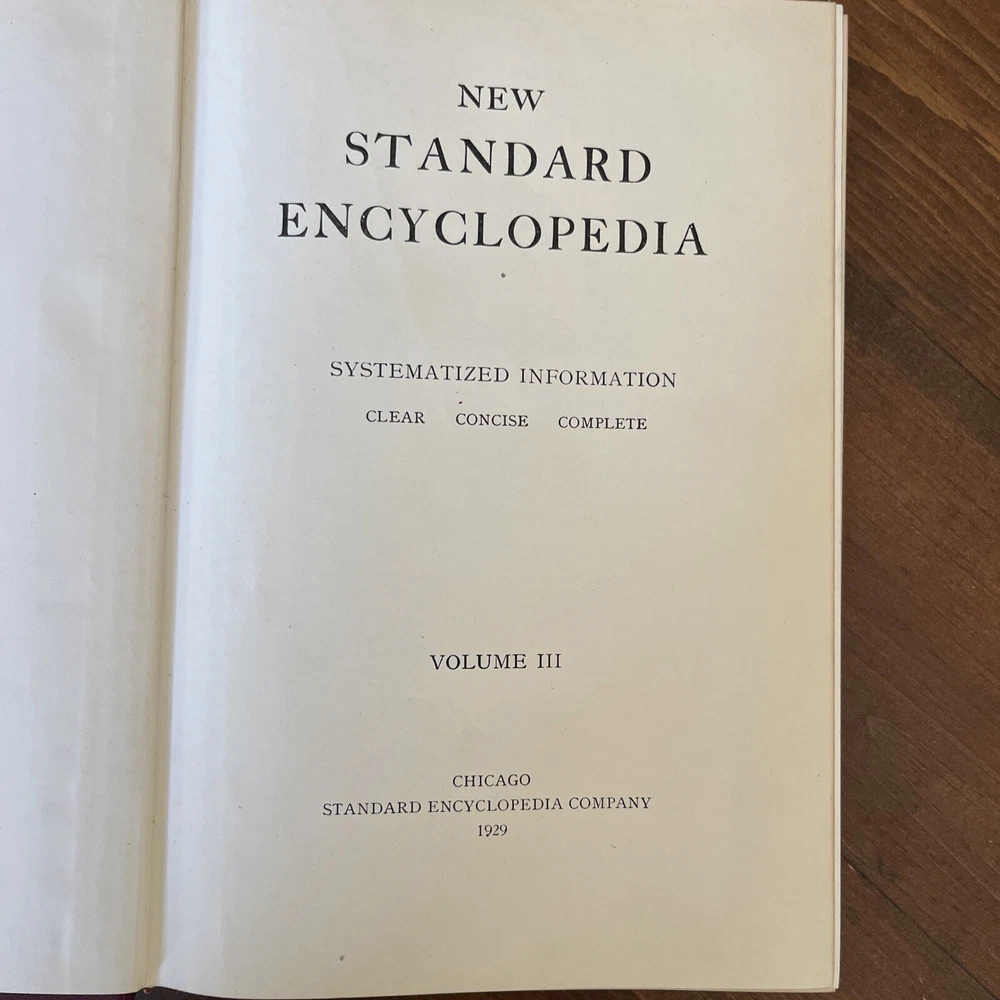 NEW
STANDARD
ENCYCLOPEDIA
SYSTEMATIZED INFORMATION
CLEAR CONCISE COMPLETE
VOLUME III
CHICAGO
STANDARD ENCYCLOPEDIA COMPANY
1929